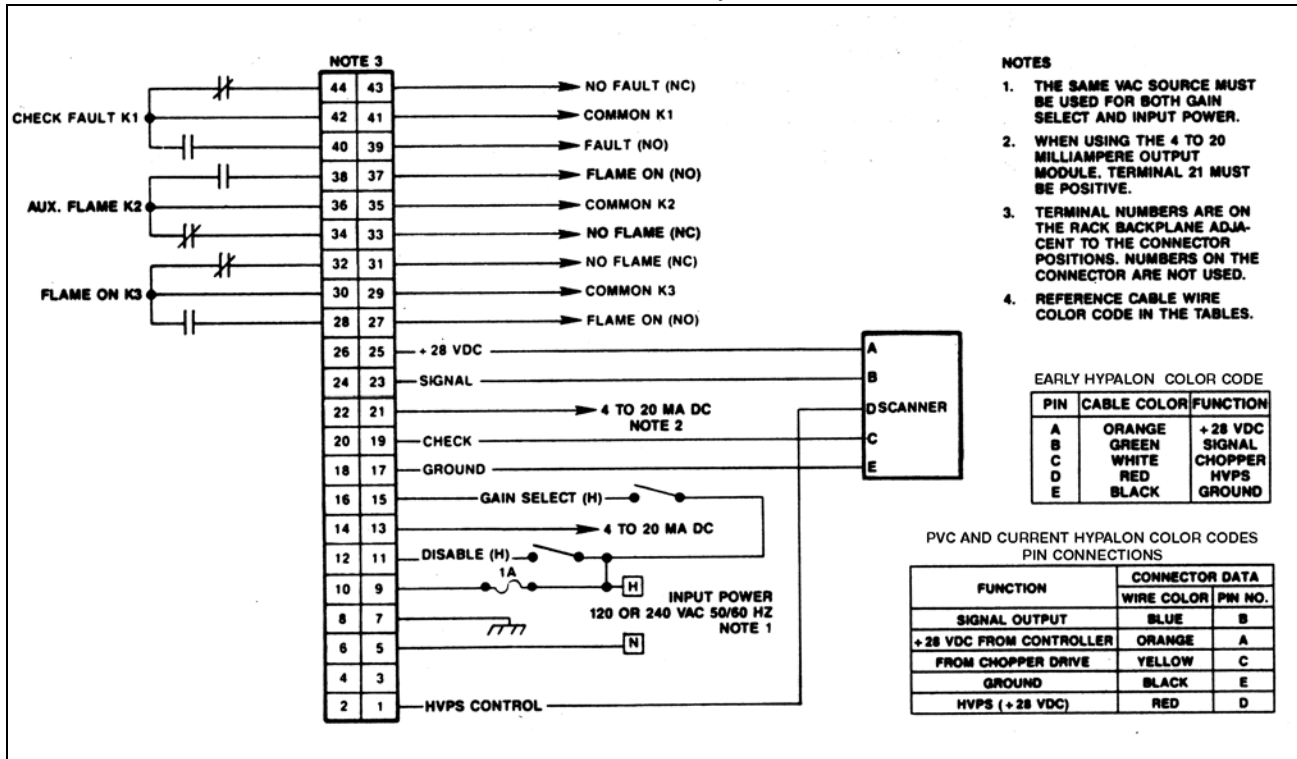 NOTE 3
CHECK FAULT K1
AUX. FLAME K2
FLAME ON K3
44 43 NO FAULT (NC)
42 41 COMMON K1
40 39 FAULT (NO)
38 37 FLAME ON (NO)
36 35 COMMON K2
34 33 NO FLAME (NC)
32 31 NO FLAME (NC)
30 29 COMMON K3
28 27 FLAME ON (NO)
26 25 + 28 VDC
24 23 SIGNAL
22 21 4 TO 20 MA DC
NOTE 2
20 19 CHECK
18 17 GROUND
16 15 GAIN SELECT (H)
14 13 4 TO 20 MA DC
12 11 DISABLE (H)
1A
10 9 H
INPUT POWER
120 OR 240 VAC 50/60 HZ
NOTE 1
8 7
6 5 N
4 3
2 1 HVPS CONTROL
A
B
D SCANNER
C
E
NOTES
1. THE SAME VAC SOURCE MUST
BE USED FOR BOTH GAIN
SELECT AND INPUT POWER.
2. WHEN USING THE 4 TO 20
MILLIAMPERE OUTPUT
MODULE. TERMINAL 21 MUST
BE POSITIVE.
3. TERMINAL NUMBERS ARE ON
THE RACK BACKPLANE ADJA-
CENT TO THE CONNECTOR
POSITIONS. NUMBERS ON THE
CONNECTOR ARE NOT USED.
4. REFERENCE CABLE WIRE
COLOR CODE IN THE TABLES.
EARLY HYPALON COLOR CODE
PIN CABLE COLOR FUNCTION
A ORANGE + 28 VDC
B GREEN SIGNAL
C WHITE CHOPPER
D RED HVPS
E BLACK GROUND
PVC AND CURRENT HYPALON COLOR CODES
PIN CONNECTIONS
FUNCTION CONNECTOR DATA
WIRE COLOR PIN NO.
SIGNAL OUTPUT BLUE B
+ 28 VDC FROM CONTROLLER ORANGE A
FROM CHOPPER DRIVE YELLOW C
GROUND BLACK E
HVPS (+ 28 VDC) RED D